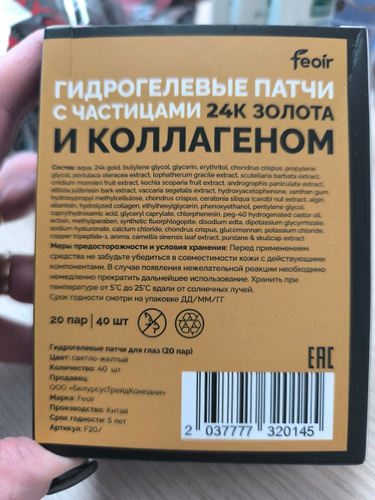 feoir
ГИДРОГЕЛЕВЫЕ ПАТЧИ
С ЧАСТИЦАМИ 24К ЗОЛОТА
И КОЛЛАГЕНОМ
Состав: aqua, 24k gold, butylene glycol, glycerin, erythritol, chondrus crispus, propylene
glycol, portulaca oleracea extract, lophatherum gracile extract, scutellaria barbata extract,
cnidium monnieri fruit extract, kochia scoparia fruit extract, andrographis paniculata extract,
albizia julibrissin bark extract, vaccaria segetalis extract, hydroxyacetophenone, xanthan gum,
hydroxypropyl methylcellulose, chondrus crispus, ceratonia siliqua (carob) nut extract, algin,
allantoin, hydrolyzed collagen, ethylhexylglycerin, phenoxyethanol, pentylene glycol,
caprylhydroxamic acid, glyceryl caprylate, chlorphenesin, peg-40 hydrogenated castor oil,
metylparaben, synthetic fluorphlogopite, disodium edta, dipotassium glycyrrhizate,
sodium hyaluronate, calcium chloride, chondrus crispus, glucomannan, potassium chloride,
copper tripeptide-1, aroma, camellia sinensis leaf extract, purslane & skullcap extract
Меры предосторожности и условия хранения: Перед применением
средства не забудьте убедиться в совместимости кожи с действующими
компонентами. В случае появления нежелательной реакции необходимо
немедленно прекратить дальнейшее использование. Хранить при
температуре от 5°С до 25°С вдали от солнечных лучей.
Срок годности смотри на упаковке ДД/ММ/ГГ
20 пар | 40 шт
Гидрогелевые патчи для глаз (20 пар)
Цвет: светло-желтый
Количество: 40 шт.
Продавец:
ООО «БелурусТрейдКомпани»
Марка: Feoir
Производство: Китай
Срок годности: 5 лет
Артикул: F20/
EAC
2 037777 320145